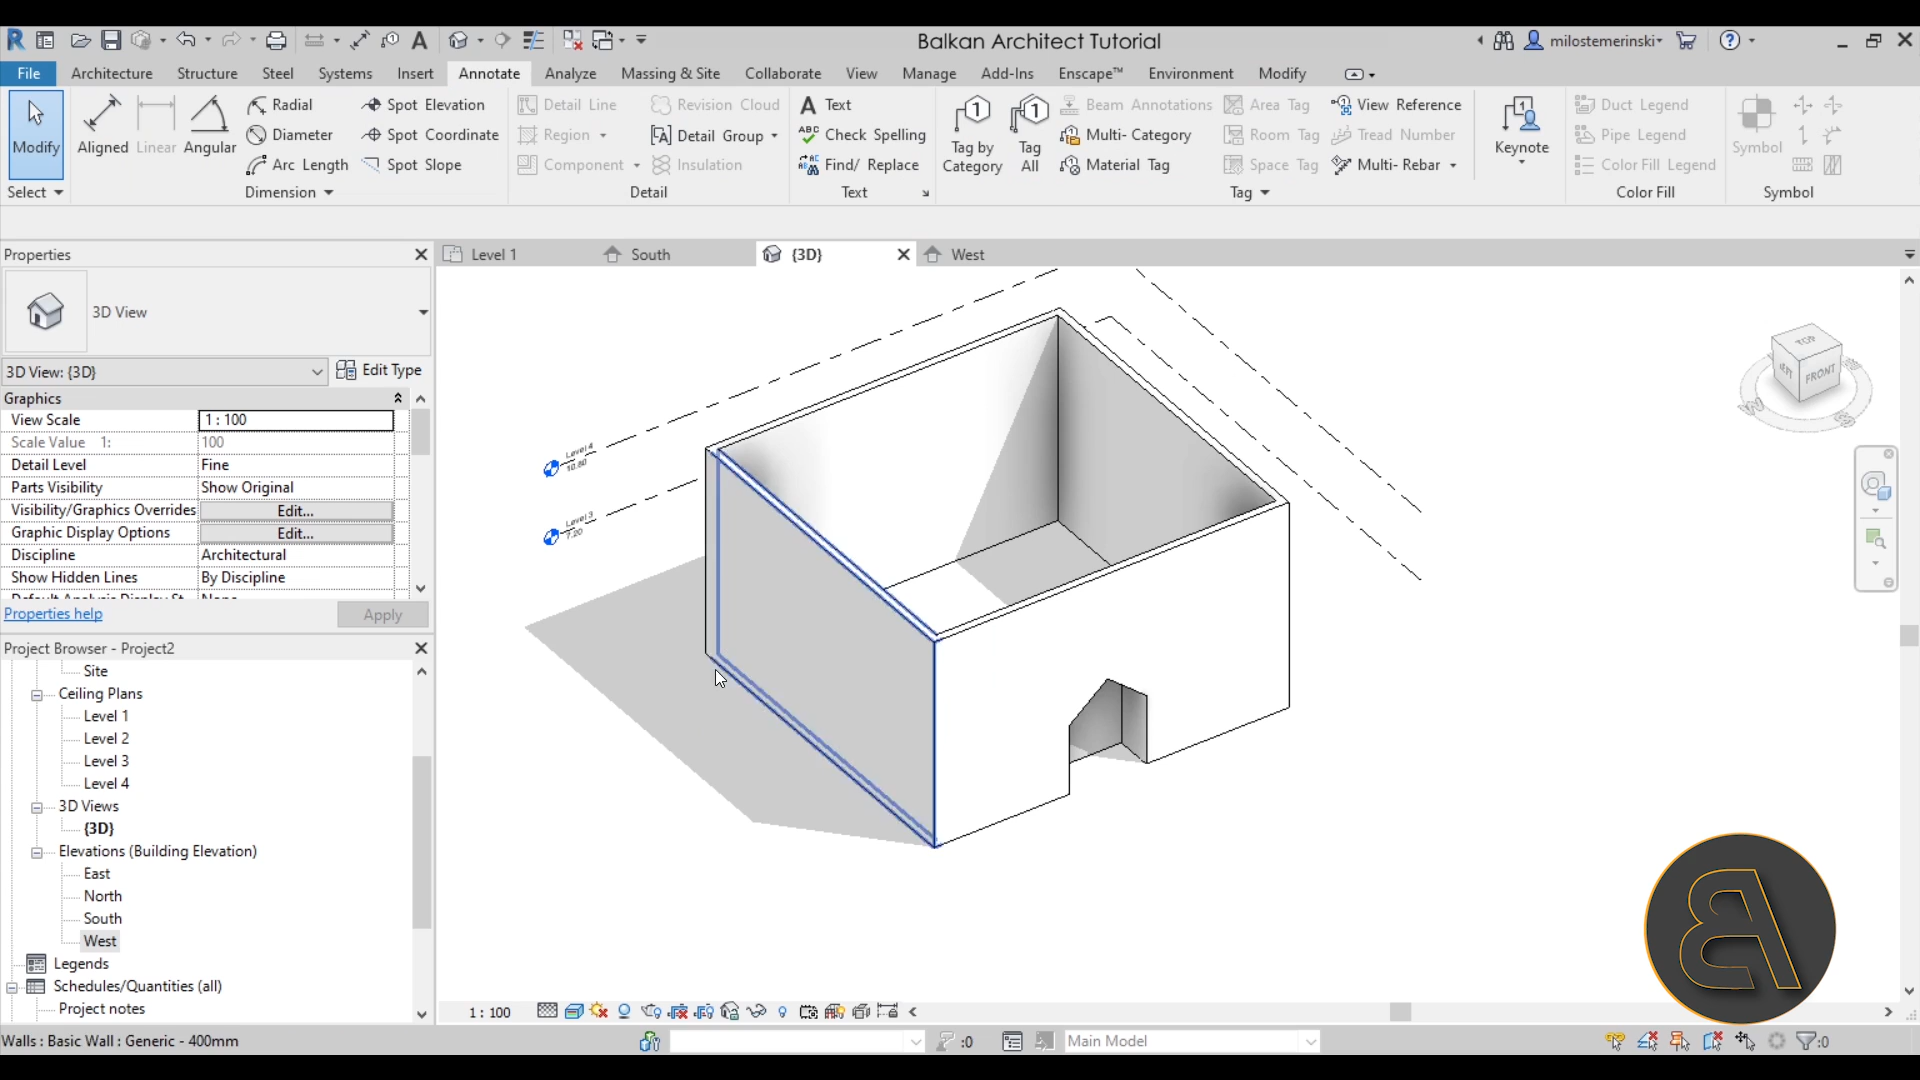 Balkan Architect Tutorial
milostemerinski
File Architecture Structure Steel Systems Insert Annotate Analyze Massing & Site Collaborate View Manage Add-Ins Enscape™ Environment Modify
Modify
Select
Aligned
Linear
Angular
Radial
Diameter
Arc Length
Spot Elevation
Spot Coordinate
Spot Slope
Dimension
Detail Line
Region
Component
Revision Cloud
Detail Group
Insulation
Detail
Text
Check Spelling
Find/ Replace
Text
Tag by
Category
Tag
All
Beam Annotations
Multi- Category
Material Tag
Area Tag
Room Tag
Space Tag
View Reference
Tread Number
Multi- Rebar
Tag
Keynote
Duct Legend
Pipe Legend
Color Fill Legend
Color Fill
Symbol
Symbol
Properties
Level 1
South
{3D}
West
3D View
3D View: {3D}
Edit Type
Graphics
View Scale 1 : 100
Scale Value 1: 100
Detail Level Fine
Parts Visibility Show Original
Visibility/Graphics Overrides Edit...
Graphic Display Options Edit...
Discipline Architectural
Show Hidden Lines By Discipline
Properties help
Apply
Level 4
10.80
Level 3
7.20
TOP
LEFT
FRONT
W
S
Project Browser - Project2
Site
Ceiling Plans
Level 1
Level 2
Level 3
Level 4
3D Views
{3D}
Elevations (Building Elevation)
East
North
South
West
Legends
Schedules/Quantities (all)
Project notes
1 : 100
Walls : Basic Wall : Generic - 400mm
:0
Main Model
:0